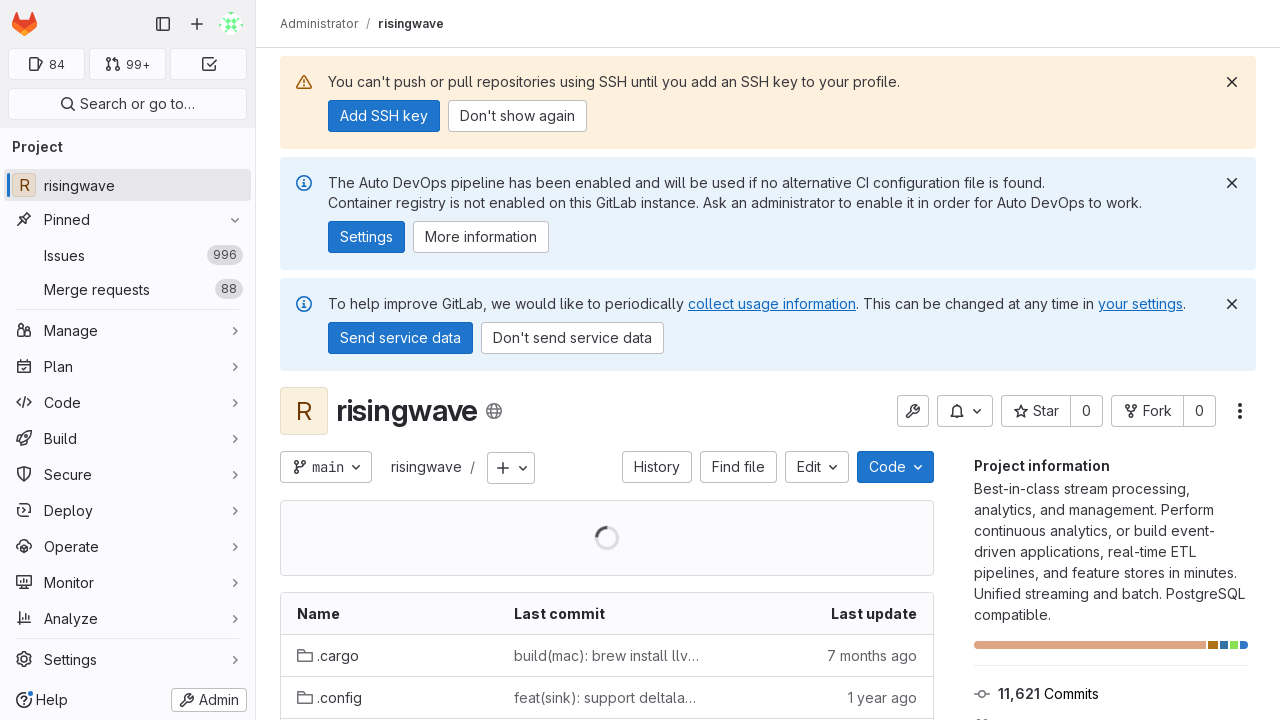 Administrator / risingwave
84
99+
Search or go to…
Project
R risingwave
Pinned
Issues 996
Merge requests 88
Manage
Plan
Code
Build
Secure
Deploy
Operate
Monitor
Analyze
Settings
Help
Admin
You can't push or pull repositories using SSH until you add an SSH key to your profile.
Add SSH key
Don't show again
The Auto DevOps pipeline has been enabled and will be used if no alternative CI configuration file is found.
Container registry is not enabled on this GitLab instance. Ask an administrator to enable it in order for Auto DevOps to work.
Settings
More information
To help improve GitLab, we would like to periodically collect usage information. This can be changed at any time in your settings.
Send service data
Don't send service data
R risingwave
Star 0
Fork 0
main
risingwave /
History
Find file
Edit
Code
Name Last commit Last update
.cargo build(mac): brew install llv… 7 months ago
.config feat(sink): support deltala… 1 year ago
Project information
Best-in-class stream processing,
analytics, and management. Perform
continuous analytics, or build event-
driven applications, real-time ETL
pipelines, and feature stores in minutes.
Unified streaming and batch. PostgreSQL
compatible.
11,621 Commits